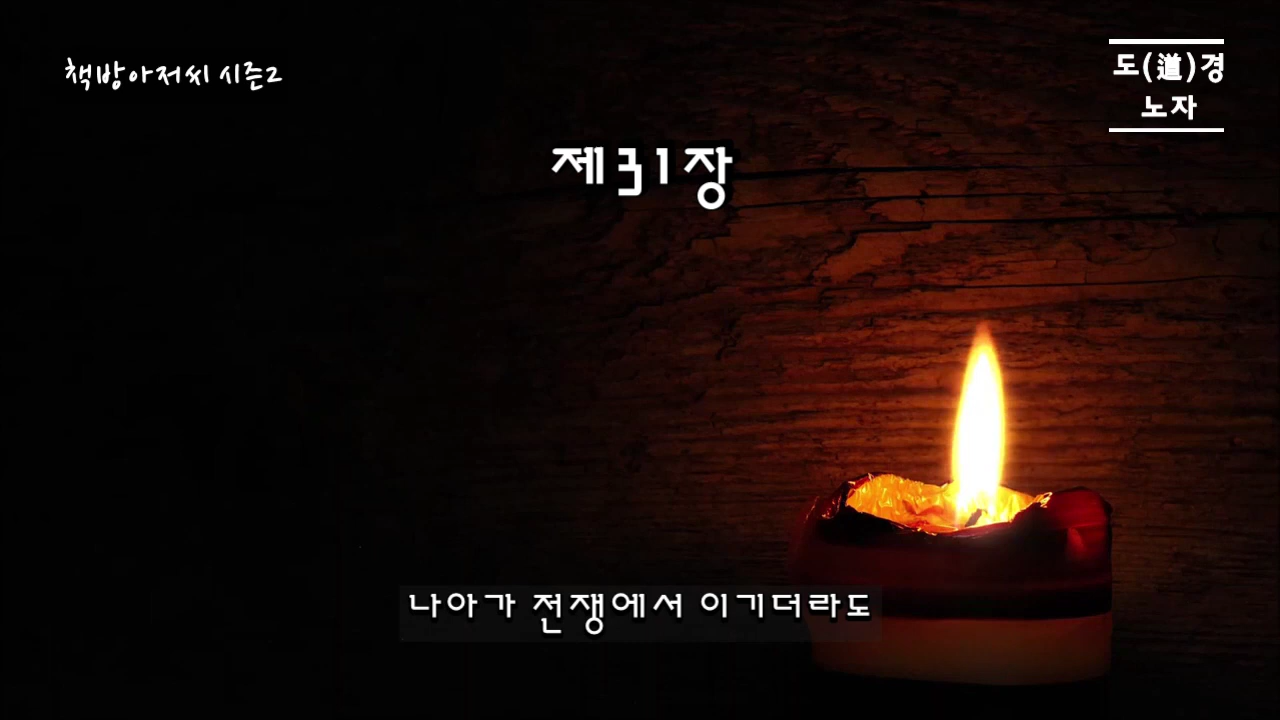 책방아저씨 시즌2
도(道)경
노자
제31장
나아가 전쟁에서 이기더라도